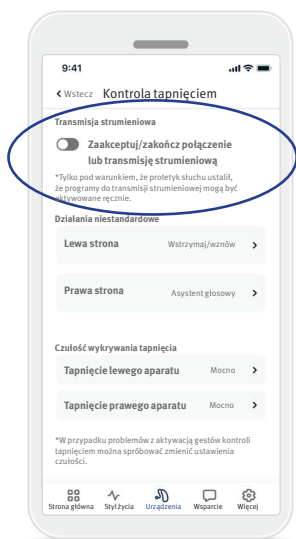 9:41
Wstecz Kontrola tapnięciem
Transmisja strumieniowa
Zaakceptuj/zakończ połączenie
lub transmisję strumieniową
*Tylko pod warunkiem, że protetyk słuchu ustalił,
że programy do transmisji strumieniowej mogą być
aktywowane ręcznie.
Działania niestandardowe
Lewa strona Wstrzymaj/wznów
Prawa strona Asystent głosowy
Czułość wykrywania tapnięcia
Tapnięcie lewego aparatu Mocno
Tapnięcie prawego aparatu Mocno
*W przypadku problemów z aktywacją gestów kontroli
tapnięciem można spróbować zmienić ustawienia
czułości.
Strona główna Styl życia Urządzenia Wsparcie Więcej